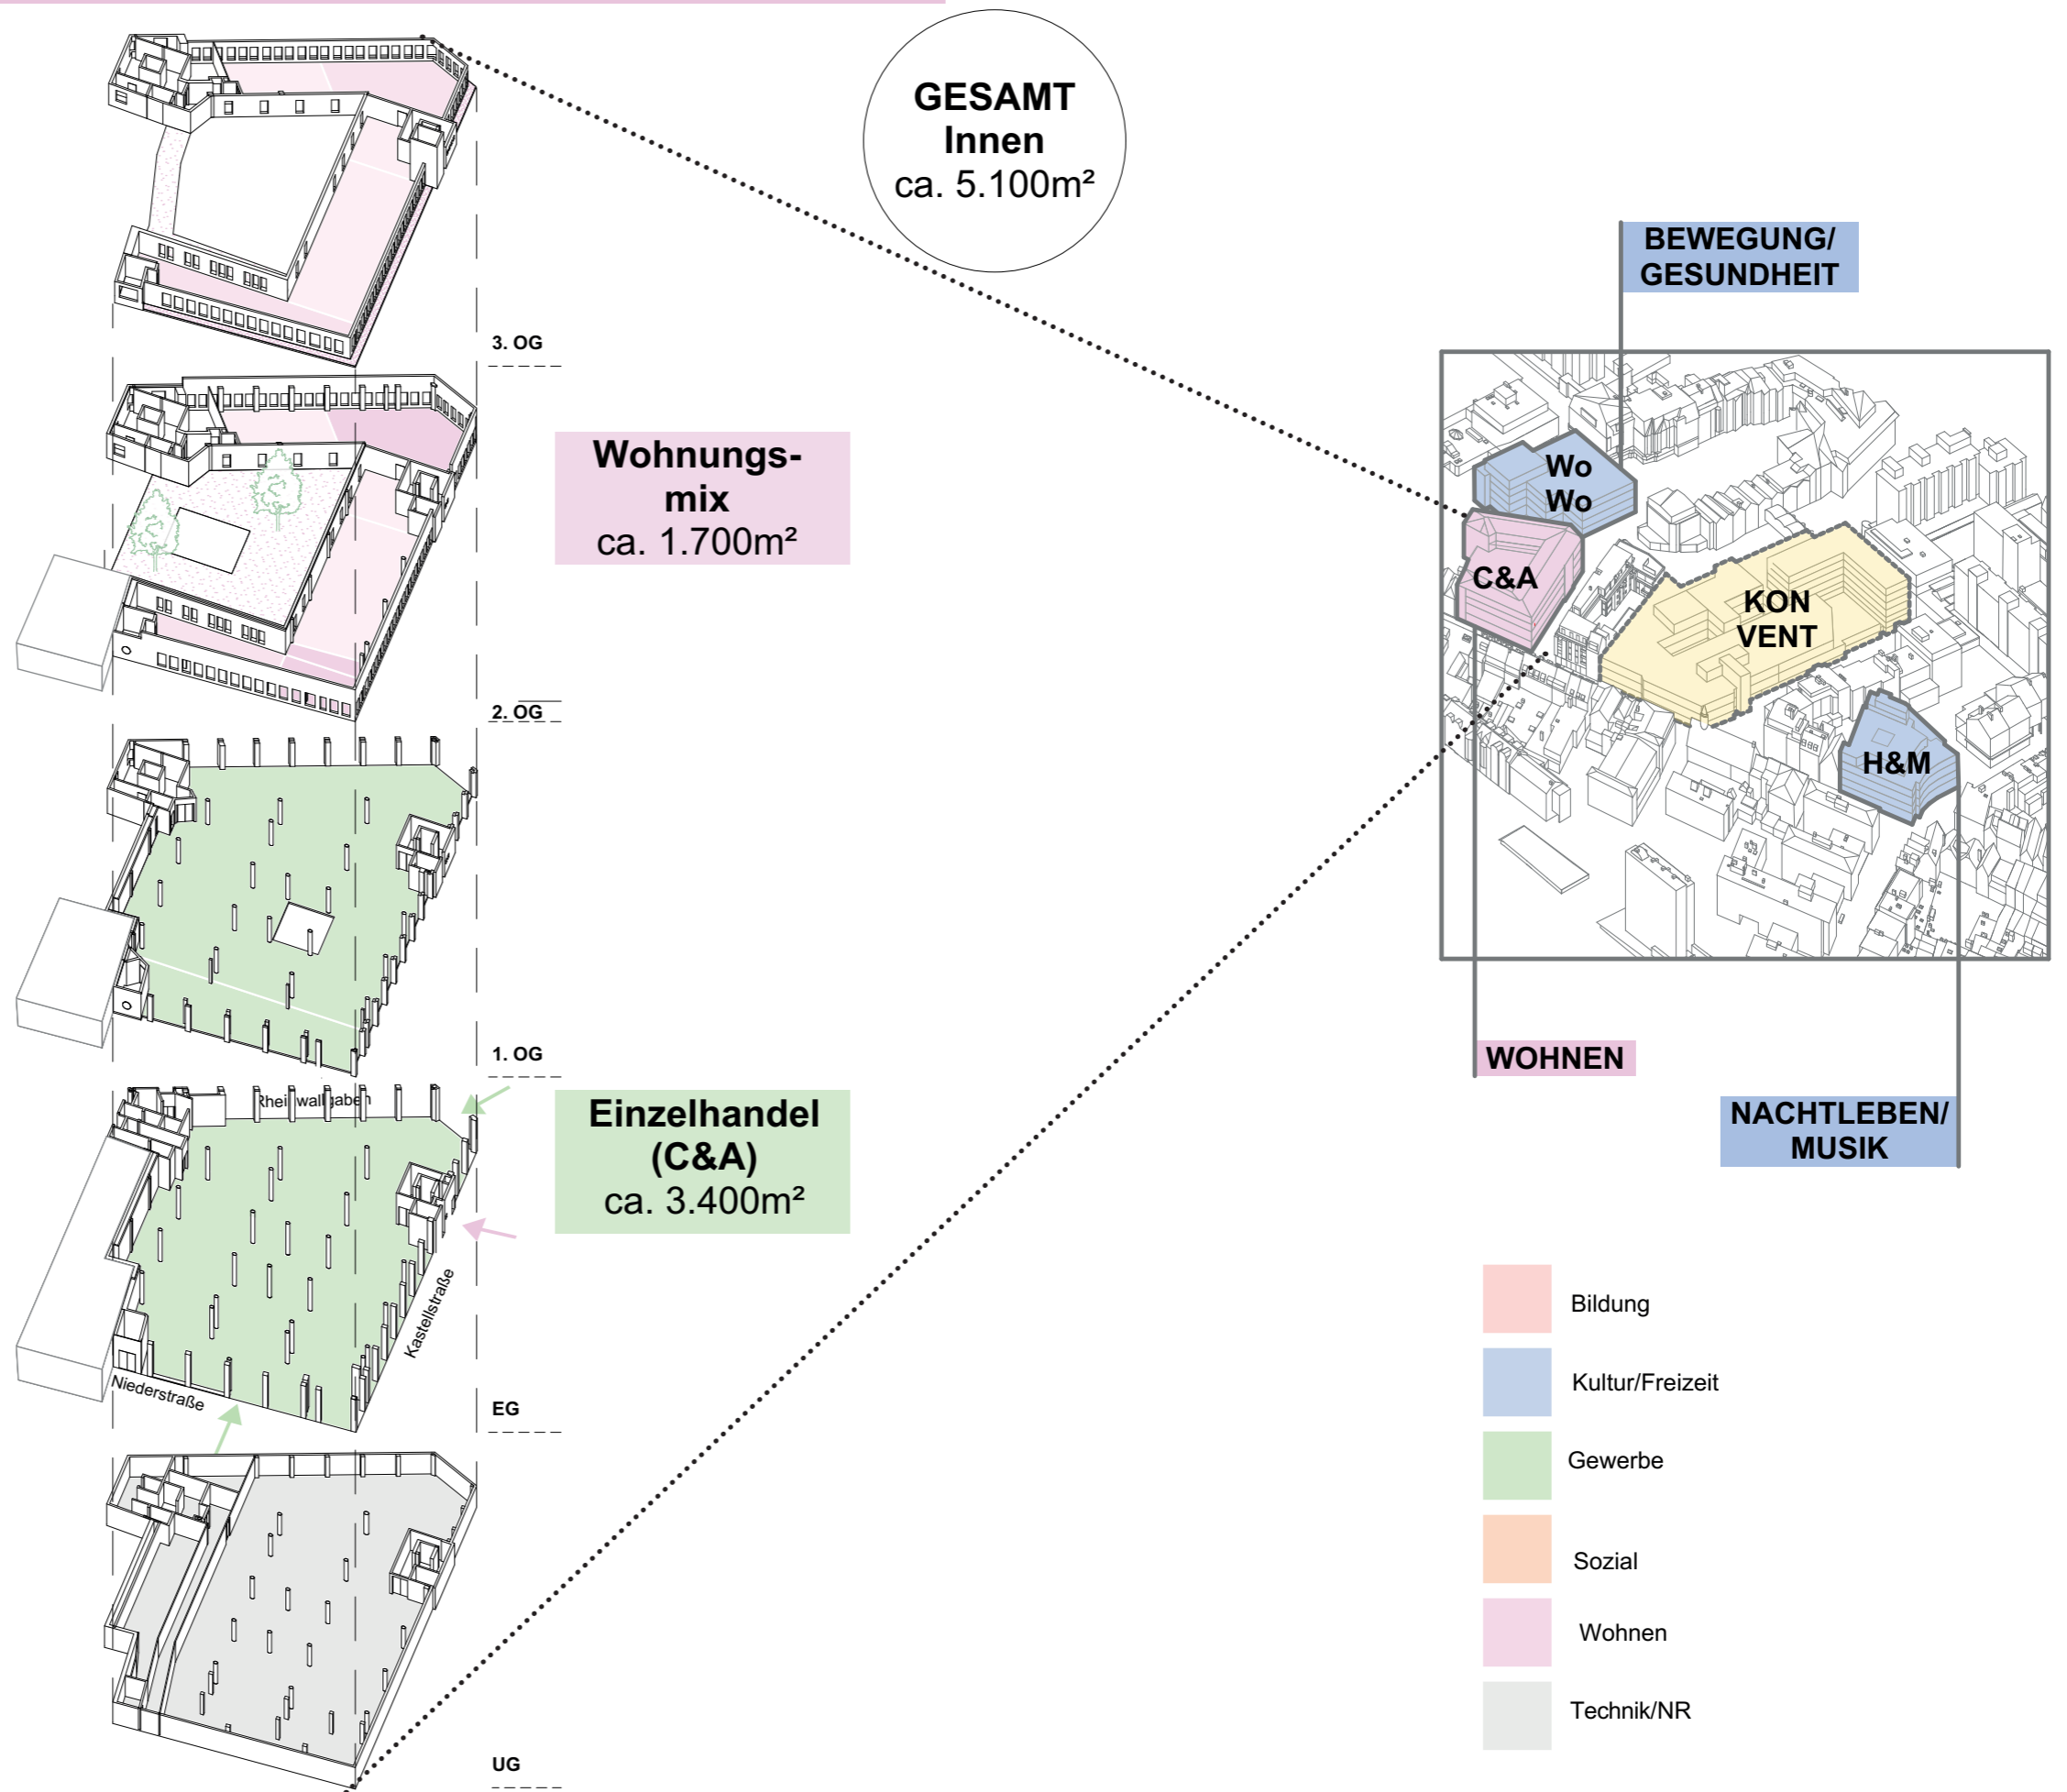 GESAMT
Innen
ca. 5.100m²
3. OG
Wohnungs-
mix
ca. 1.700m²
2. OG
1. OG
Einzelhandel
(C&A)
ca. 3.400m²
Kastellstraße
Niederstraße
EG
UG
BEWEGUNG/
GESUNDHEIT
Wo
Wo
C&A
KON
VENT
H&M
WOHNEN
NACHTLEBEN/
MUSIK
Bildung
Kultur/Freizeit
Gewerbe
Sozial
Wohnen
Technik/NR